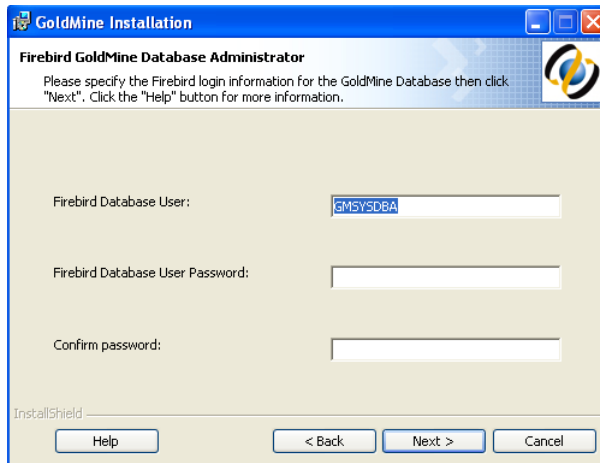 GoldMine Installation
Firebird GoldMine Database Administrator
Please specify the Firebird login information for the GoldMine Database then click
"Next". Click the "Help" button for more information.
Firebird Database User:
GMSYSDBA
Firebird Database User Password:
Confirm password:
InstallShield
Help
< Back
Next >
Cancel